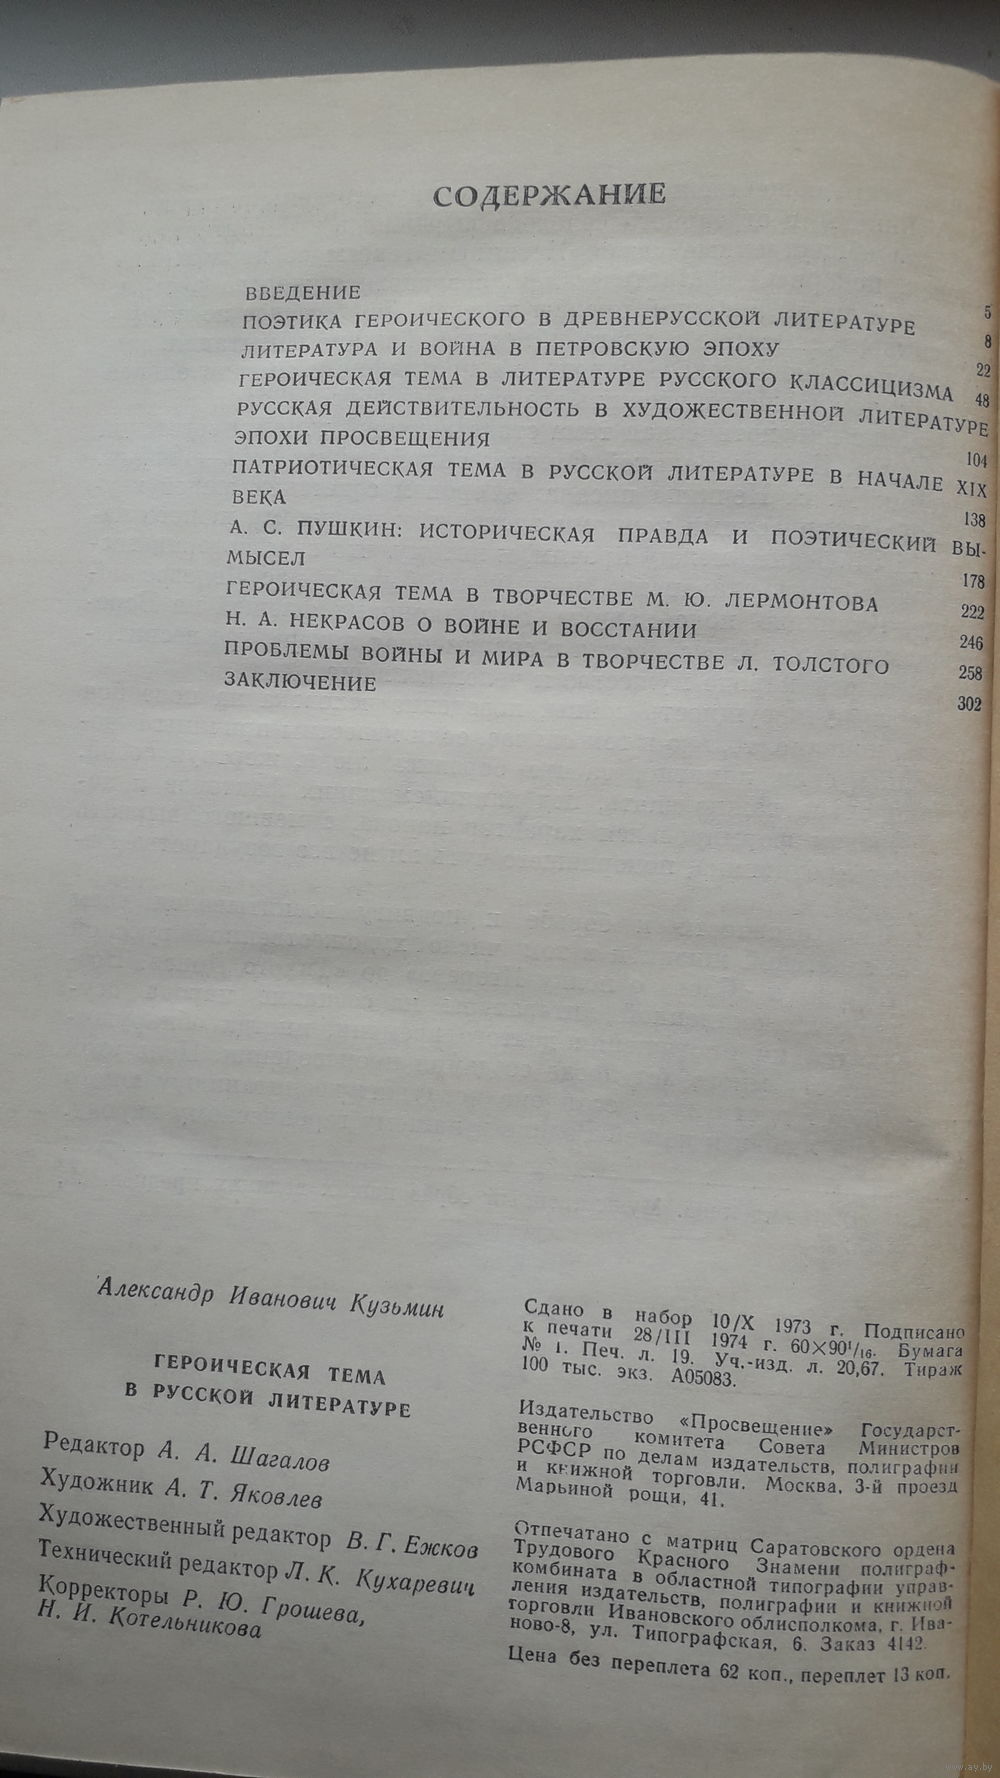 СОДЕРЖАНИЕ
ВВЕДЕНИЕ 5
ПОЭТИКА ГЕРОИЧЕСКОГО В ДРЕВНЕРУССКОЙ ЛИТЕРАТУРЕ 8
ЛИТЕРАТУРА И ВОЙНА В ПЕТРОВСКУЮ ЭПОХУ 22
ГЕРОИЧЕСКАЯ ТЕМА В ЛИТЕРАТУРЕ РУССКОГО КЛАССИЦИЗМА 48
РУССКАЯ ДЕЙСТВИТЕЛЬНОСТЬ В ХУДОЖЕСТВЕННОЙ ЛИТЕРАТУРЕ
ЭПОХИ ПРОСВЕЩЕНИЯ 104
ПАТРИОТИЧЕСКАЯ ТЕМА В РУССКОЙ ЛИТЕРАТУРЕ В НАЧАЛЕ XIX
ВЕКА 138
А. С. ПУШКИН: ИСТОРИЧЕСКАЯ ПРАВДА И ПОЭТИЧЕСКИЙ ВЫ-
МЫСЕЛ 178
ГЕРОИЧЕСКАЯ ТЕМА В ТВОРЧЕСТВЕ М. Ю. ЛЕРМОНТОВА 222
Н. А. НЕКРАСОВ О ВОЙНЕ И ВОССТАНИИ 246
ПРОБЛЕМЫ ВОЙНЫ И МИРА В ТВОРЧЕСТВЕ Л. ТОЛСТОГО 258
ЗАКЛЮЧЕНИЕ 302
Александр Иванович Кузьмин
ГЕРОИЧЕСКАЯ ТЕМА
В РУССКОЙ ЛИТЕРАТУРЕ
Редактор А. А. Шагалов
Художник А. Т. Яковлев
Художественный редактор В. Г. Ежков
Технический редактор Л. К. Кухаревич
Корректоры Р. Ю. Грошева,
Н. И. Котельникова
Сдано в набор 10/X 1973 г. Подписано
к печати 28/III 1974 г. 60×90¹/₁₆. Бумага
№ 1. Печ. л. 19. Уч.-изд. л. 20,67. Тираж
100 тыс. экз. А05083.
Издательство «Просвещение» Государст-
венного комитета Совета Министров
РСФСР по делам издательств, полиграфии
и книжной торговли. Москва, 3-й проезд
Марьиной рощи, 41.
Отпечатано с матриц Саратовского ордена
Трудового Красного Знамени полиграф-
комбината в областной типографии управ-
ления издательств, полиграфии и книжной
торговли Ивановского облисполкома, г. Ива-
ново-8, ул. Типографская, 6. Заказ 4142.
Цена без переплета 62 коп., переплет 13 коп.
www.ay.by